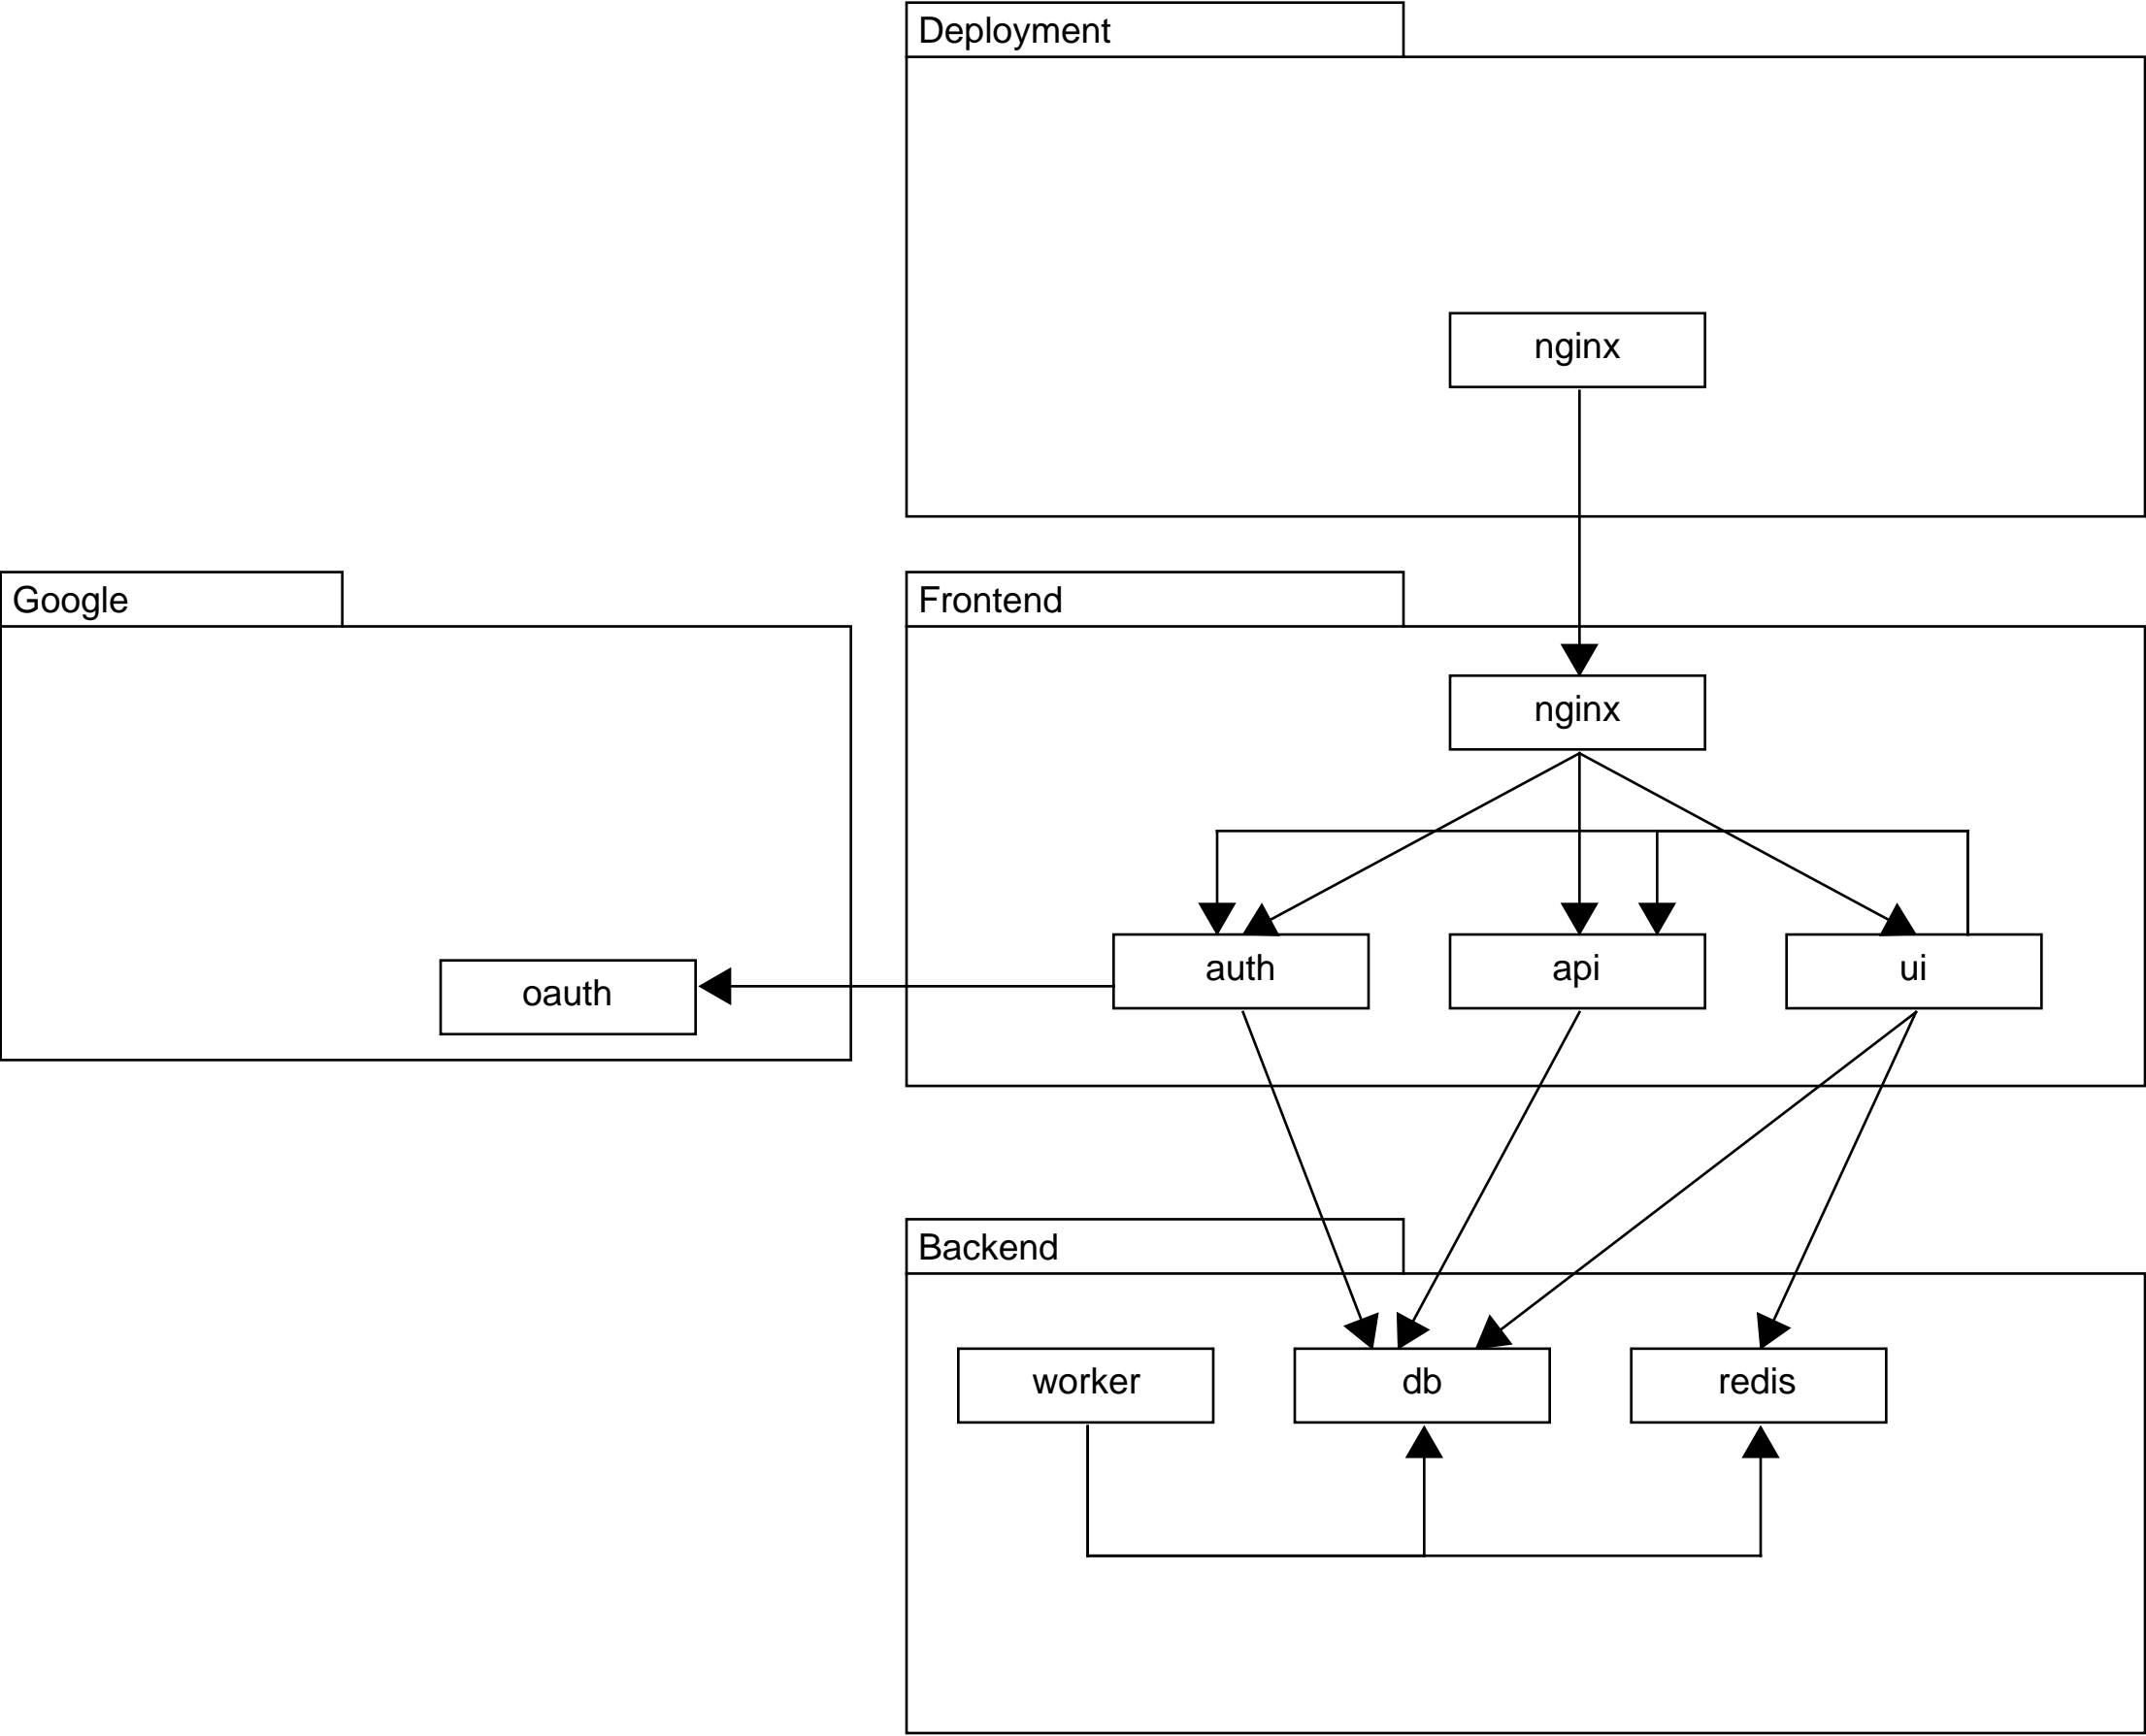 Deployment
nginx
Google
Frontend
nginx
auth
api
ui
oauth
Backend
worker
db
redis